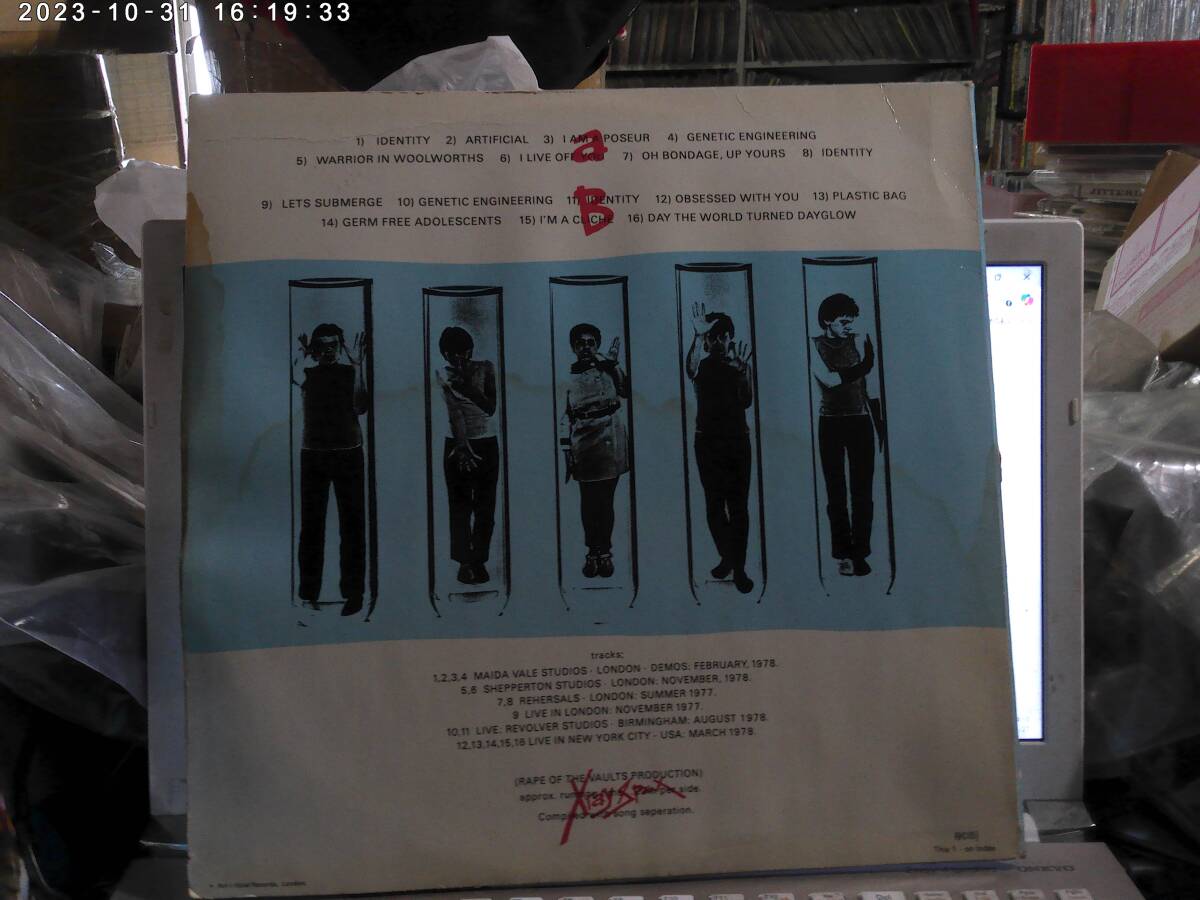 2023-10-31 16:19:33
1) IDENTITY 2) ARTIFICIAL 3) I AM A POSEUR 4) GENETIC ENGINEERING
a
5) WARRIOR IN WOOLWORTHS 6) I LIVE OFF YOU 7) OH BONDAGE, UP YOURS 8) IDENTITY
9) LETS SUBMERGE 10) GENETIC ENGINEERING 11) IDENTITY 12) OBSESSED WITH YOU 13) PLASTIC BAG
B
14) GERM FREE ADOLESCENTS 15) I'M A CLICHE 16) DAY THE WORLD TURNED DAYGLOW
tracks:
1,2,3,4 MAIDA VALE STUDIOS · LONDON · DEMOS: FEBRUARY, 1978.
5,6 SHEPPERTON STUDIOS · LONDON: NOVEMBER, 1978.
7,8 REHERSALS · LONDON: SUMMER 1977.
9 LIVE IN LONDON: NOVEMBER 1977.
10,11 LIVE: REVOLVER STUDIOS · BIRMINGHAM: AUGUST 1978.
12,13,14,15,16 LIVE IN NEW YORK CITY - USA: MARCH 1978.
(RAPE OF THE VAULTS PRODUCTION)
approx. per side.
Xray Spex
song seperation.
Records, London.